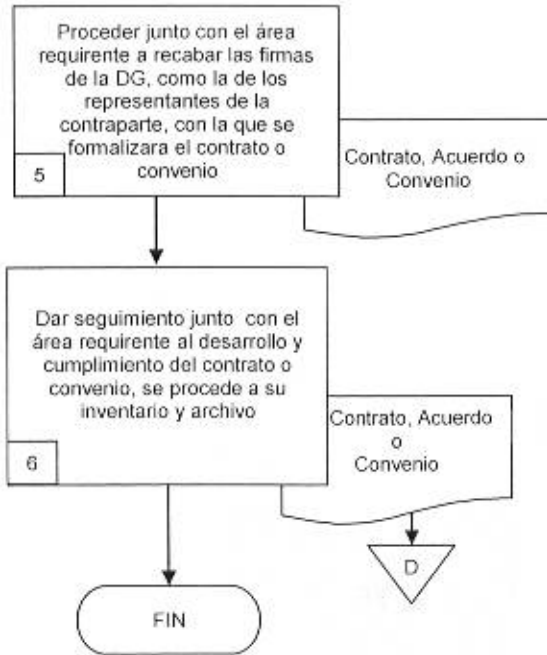 Proceder junto con el área
requirente a recabar las firmas
de la DG, como la de los
representantes de la
contraparte, con la que se
formalizara el contrato o
convenio
5
Contrato, Acuerdo o
Convenio
Dar seguimiento junto con el
área requirente al desarrollo y
cumplimiento del contrato o
convenio, se procede a su
inventario y archivo
6
Contrato, Acuerdo
o
Convenio
D
FIN